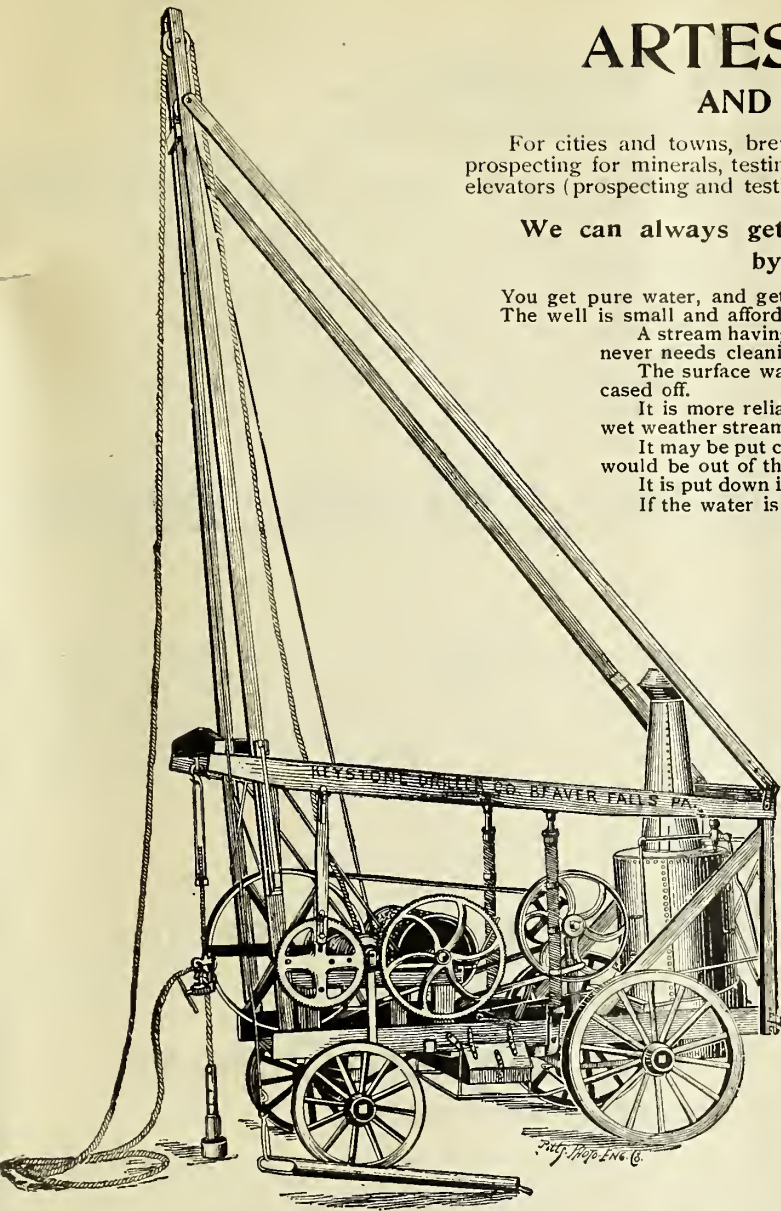 ARTES
AND
For cities and towns, bre
prospecting for minerals, testin
elevators (prospecting and test
We can always get
by
You get pure water, and get
The well is small and afford
A stream having
never needs cleani
The surface wa
cased off.
It is more relia
wet weather stream
It may be put c
would be out of th
It is put down i
If the water is
KEYSTONE DRILLER CO. BEAVER FALLS PA.
Pitts. Photo-Eng. Co.